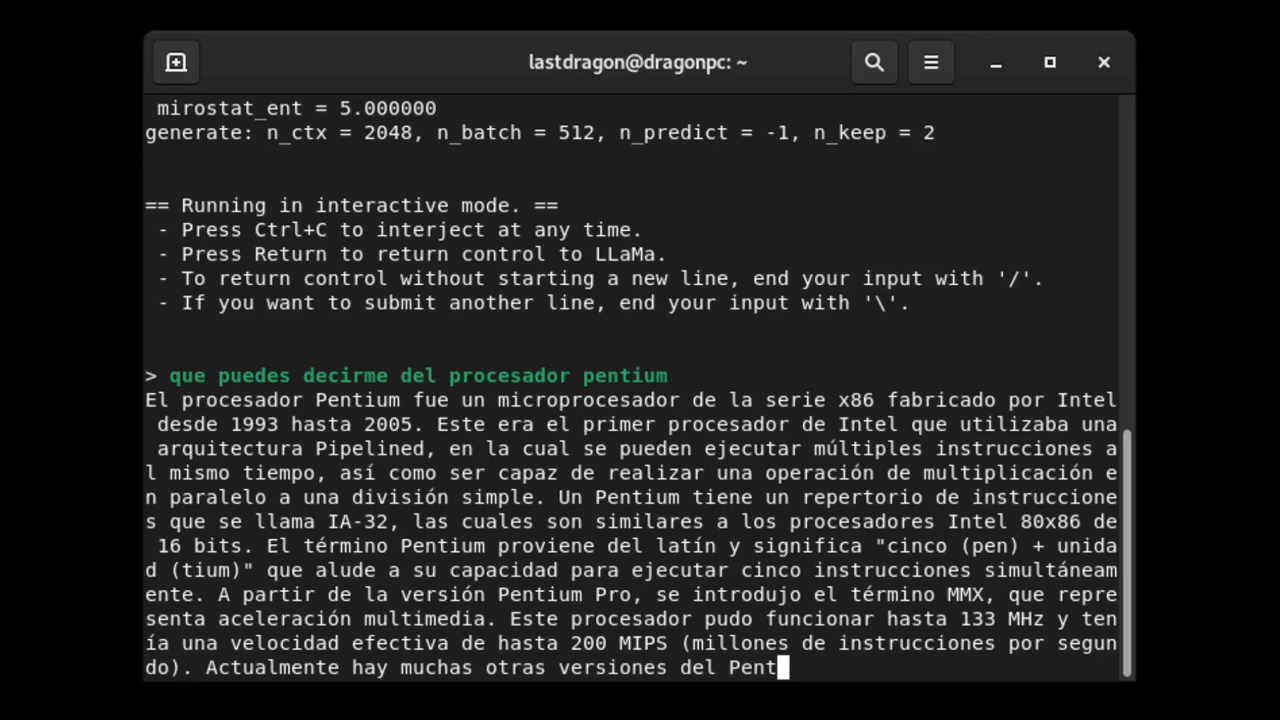 lastdragon@dragonpc: ~
mirostat_ent = 5.000000
generate: n_ctx = 2048, n_batch = 512, n_predict = -1, n_keep = 2
== Running in interactive mode. ==
- Press Ctrl+C to interject at any time.
- Press Return to return control to LLaMa.
- To return control without starting a new line, end your input with '/'.
- If you want to submit another line, end your input with '\'.
> que puedes decirme del procesador pentium
El procesador Pentium fue un microprocesador de la serie x86 fabricado por Intel
desde 1993 hasta 2005. Este era el primer procesador de Intel que utilizaba una
arquitectura Pipelined, en la cual se pueden ejecutar múltiples instrucciones a
l mismo tiempo, así como ser capaz de realizar una operación de multiplicación e
n paralelo a una división simple. Un Pentium tiene un repertorio de instruccione
s que se llama IA-32, las cuales son similares a los procesadores Intel 80x86 de
16 bits. El término Pentium proviene del latín y significa "cinco (pen) + unida
d (tium)" que alude a su capacidad para ejecutar cinco instrucciones simultáneam
ente. A partir de la versión Pentium Pro, se introdujo el término MMX, que repre
senta aceleración multimedia. Este procesador pudo funcionar hasta 133 MHz y ten
ía una velocidad efectiva de hasta 200 MIPS (millones de instrucciones por segun
do). Actualmente hay muchas otras versiones del Pent